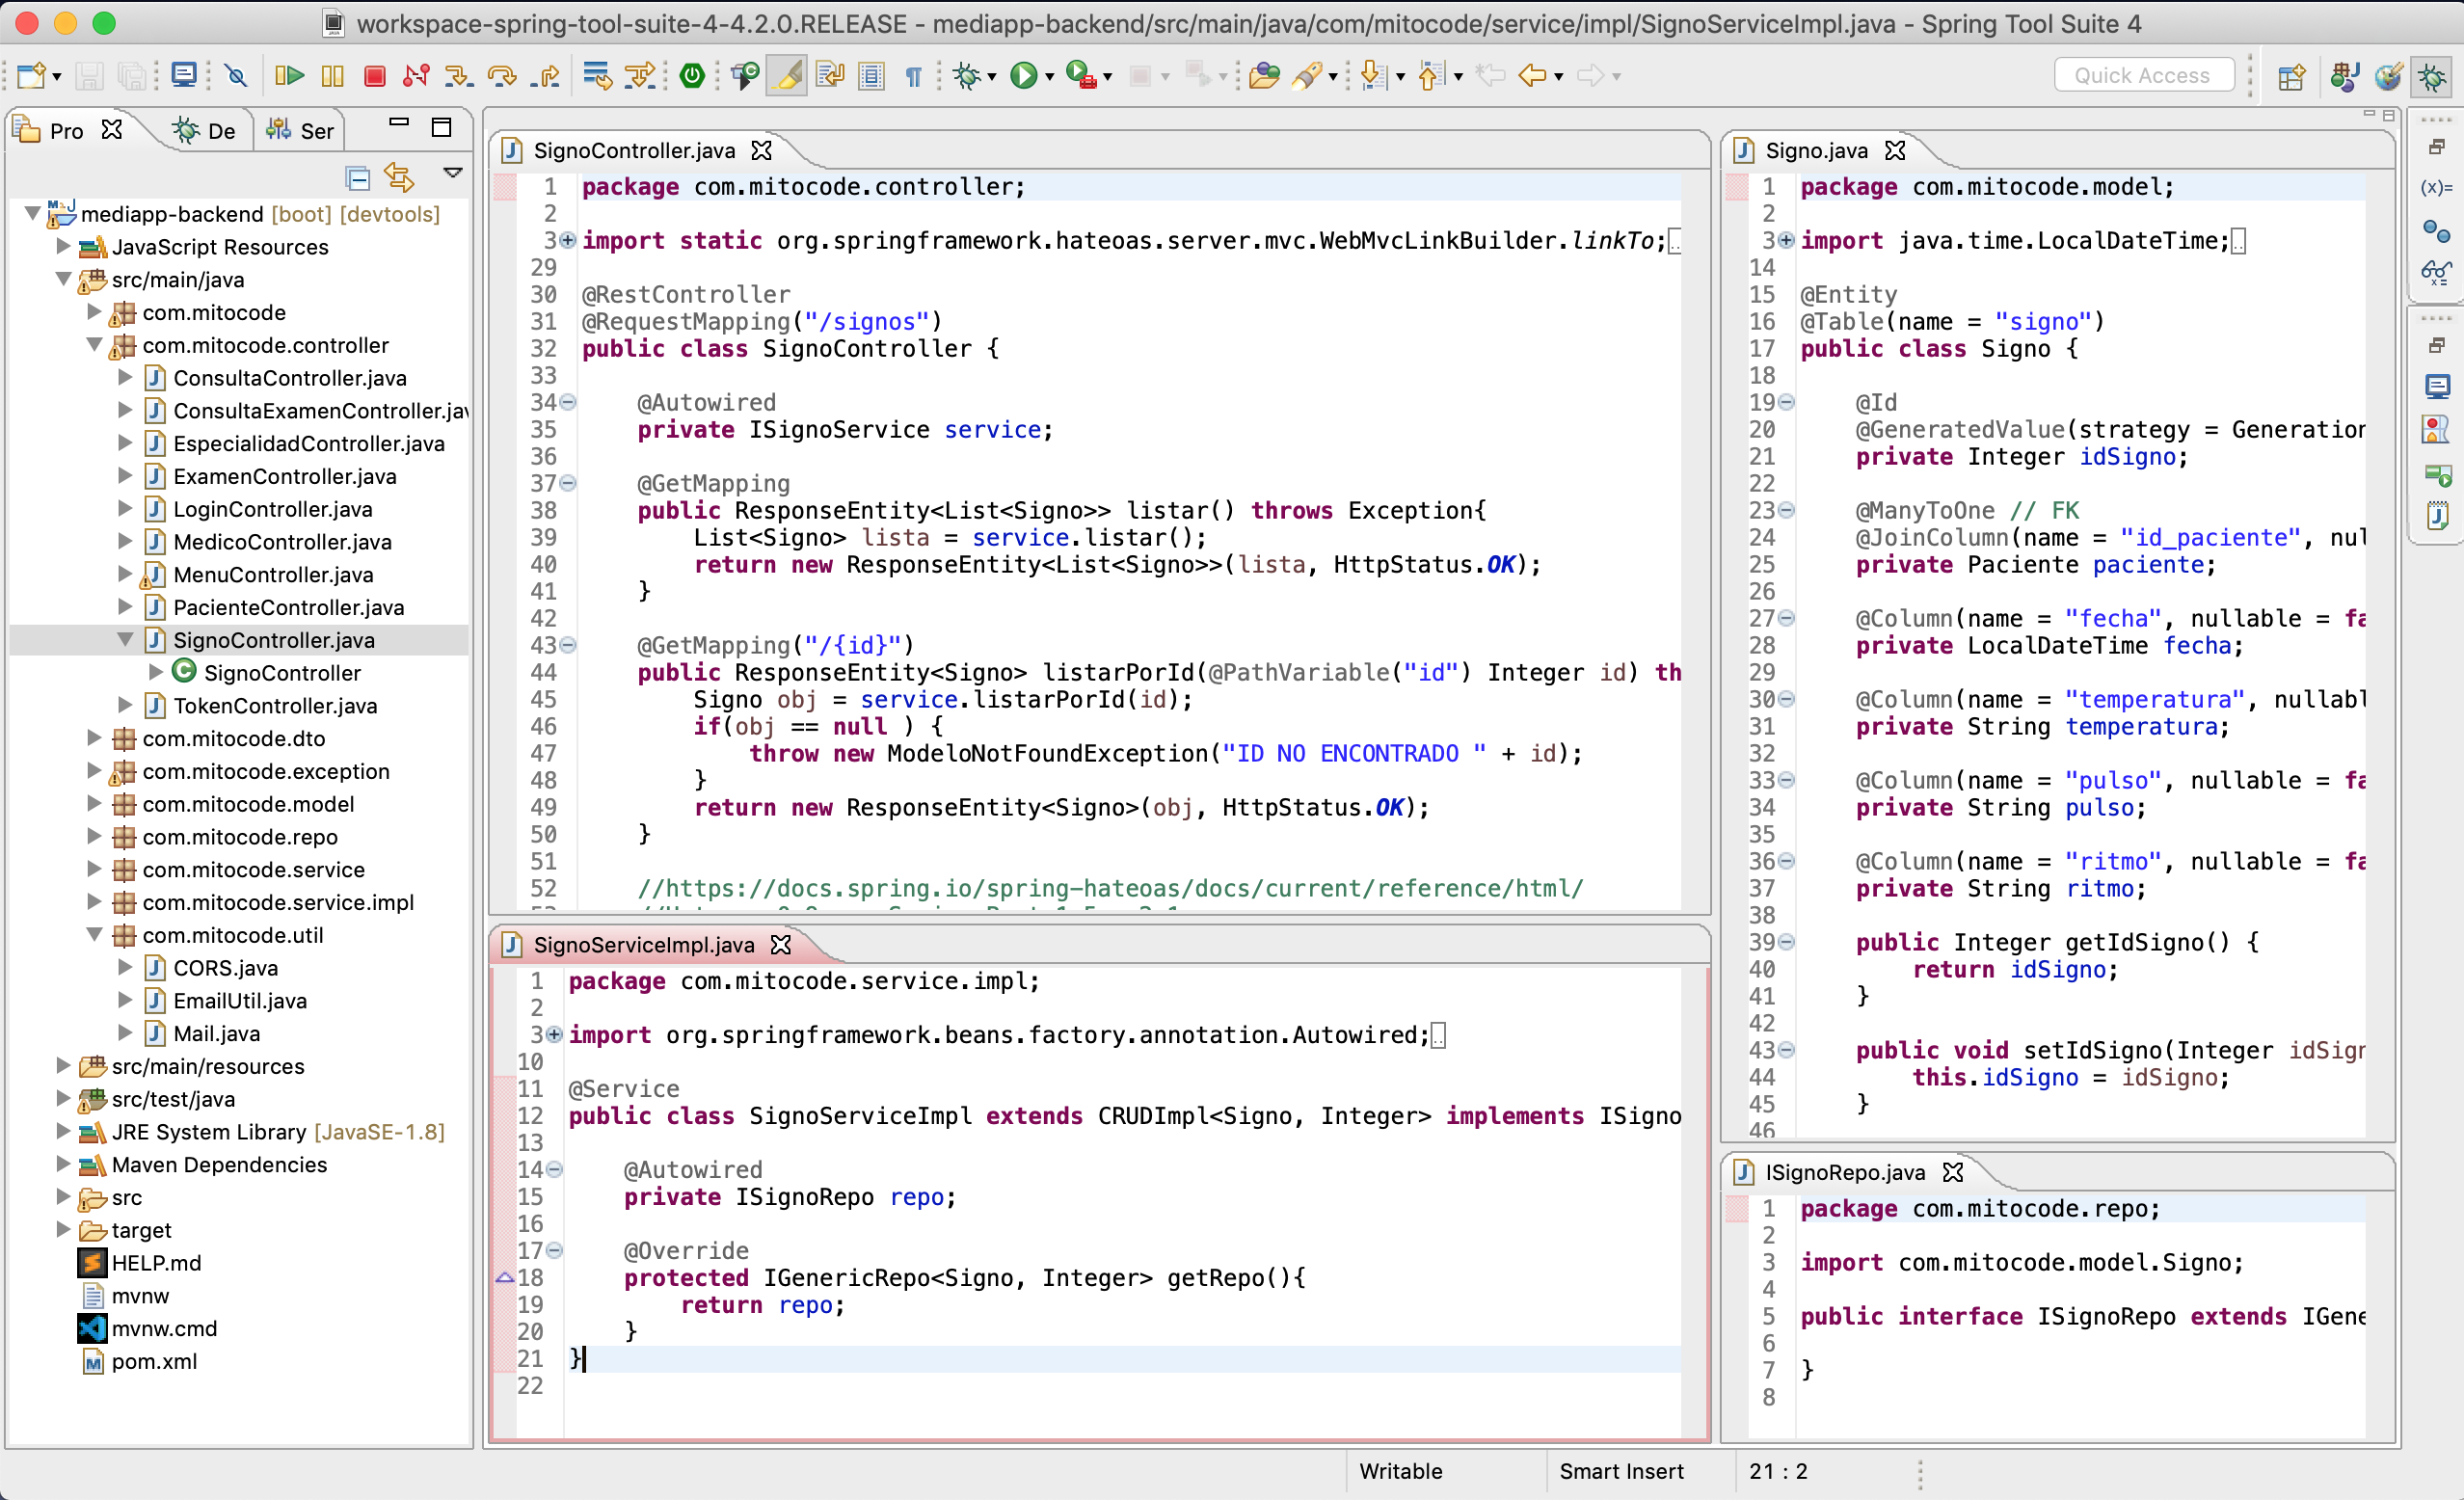 workspace-spring-tool-suite-4-4.2.0.RELEASE - mediapp-backend/src/main/java/com/mitocode/service/impl/SignoServiceImpl.java - Spring Tool Suite 4
Quick Access
Pro
De
Ser
mediapp-backend [boot] [devtools]
JavaScript Resources
src/main/java
com.mitocode
com.mitocode.controller
ConsultaController.java
ConsultaExamenController.jav
EspecialidadController.java
ExamenController.java
LoginController.java
MedicoController.java
MenuController.java
PacienteController.java
SignoController.java
SignoController
TokenController.java
com.mitocode.dto
com.mitocode.exception
com.mitocode.model
com.mitocode.repo
com.mitocode.service
com.mitocode.service.impl
com.mitocode.util
CORS.java
EmailUtil.java
Mail.java
src/main/resources
src/test/java
JRE System Library [JavaSE-1.8]
Maven Dependencies
src
target
HELP.md
mvnw
mvnw.cmd
pom.xml
SignoController.java
1 package com.mitocode.controller;
2
3 import static org.springframework.hateoas.server.mvc.WebMvcLinkBuilder.linkTo;
29
30 @RestController
31 @RequestMapping("/signos")
32 public class SignoController {
33
34 @Autowired
35 private ISignoService service;
36
37 @GetMapping
38 public ResponseEntity<List<Signo>> listar() throws Exception{
39 List<Signo> lista = service.listar();
40 return new ResponseEntity<List<Signo>>(lista, HttpStatus.OK);
41 }
42
43 @GetMapping("/{id}")
44 public ResponseEntity<Signo> listarPorId(@PathVariable("id") Integer id) th
45 Signo obj = service.listarPorId(id);
46 if(obj == null ) {
47 throw new ModeloNotFoundException("ID NO ENCONTRADO " + id);
48 }
49 return new ResponseEntity<Signo>(obj, HttpStatus.OK);
50 }
51
52 //https://docs.spring.io/spring-hateoas/docs/current/reference/html/
SignoServiceImpl.java
1 package com.mitocode.service.impl;
2
3 import org.springframework.beans.factory.annotation.Autowired;
10
11 @Service
12 public class SignoServiceImpl extends CRUDImpl<Signo, Integer> implements ISigno
13
14 @Autowired
15 private ISignoRepo repo;
16
17 @Override
18 protected IGenericRepo<Signo, Integer> getRepo(){
19 return repo;
20 }
21 }
22
Signo.java
1 package com.mitocode.model;
2
3 import java.time.LocalDateTime;
14
15 @Entity
16 @Table(name = "signo")
17 public class Signo {
18
19 @Id
20 @GeneratedValue(strategy = Generation
21 private Integer idSigno;
22
23 @ManyToOne // FK
24 @JoinColumn(name = "id_paciente", nul
25 private Paciente paciente;
26
27 @Column(name = "fecha", nullable = fa
28 private LocalDateTime fecha;
29
30 @Column(name = "temperatura", nullabl
31 private String temperatura;
32
33 @Column(name = "pulso", nullable = fa
34 private String pulso;
35
36 @Column(name = "ritmo", nullable = fa
37 private String ritmo;
38
39 public Integer getIdSigno() {
40 return idSigno;
41 }
42
43 public void setIdSigno(Integer idSign
44 this.idSigno = idSigno;
45 }
46
ISignoRepo.java
1 package com.mitocode.repo;
2
3 import com.mitocode.model.Signo;
4
5 public interface ISignoRepo extends IGene
6
7 }
8
Writable
Smart Insert
21 : 2